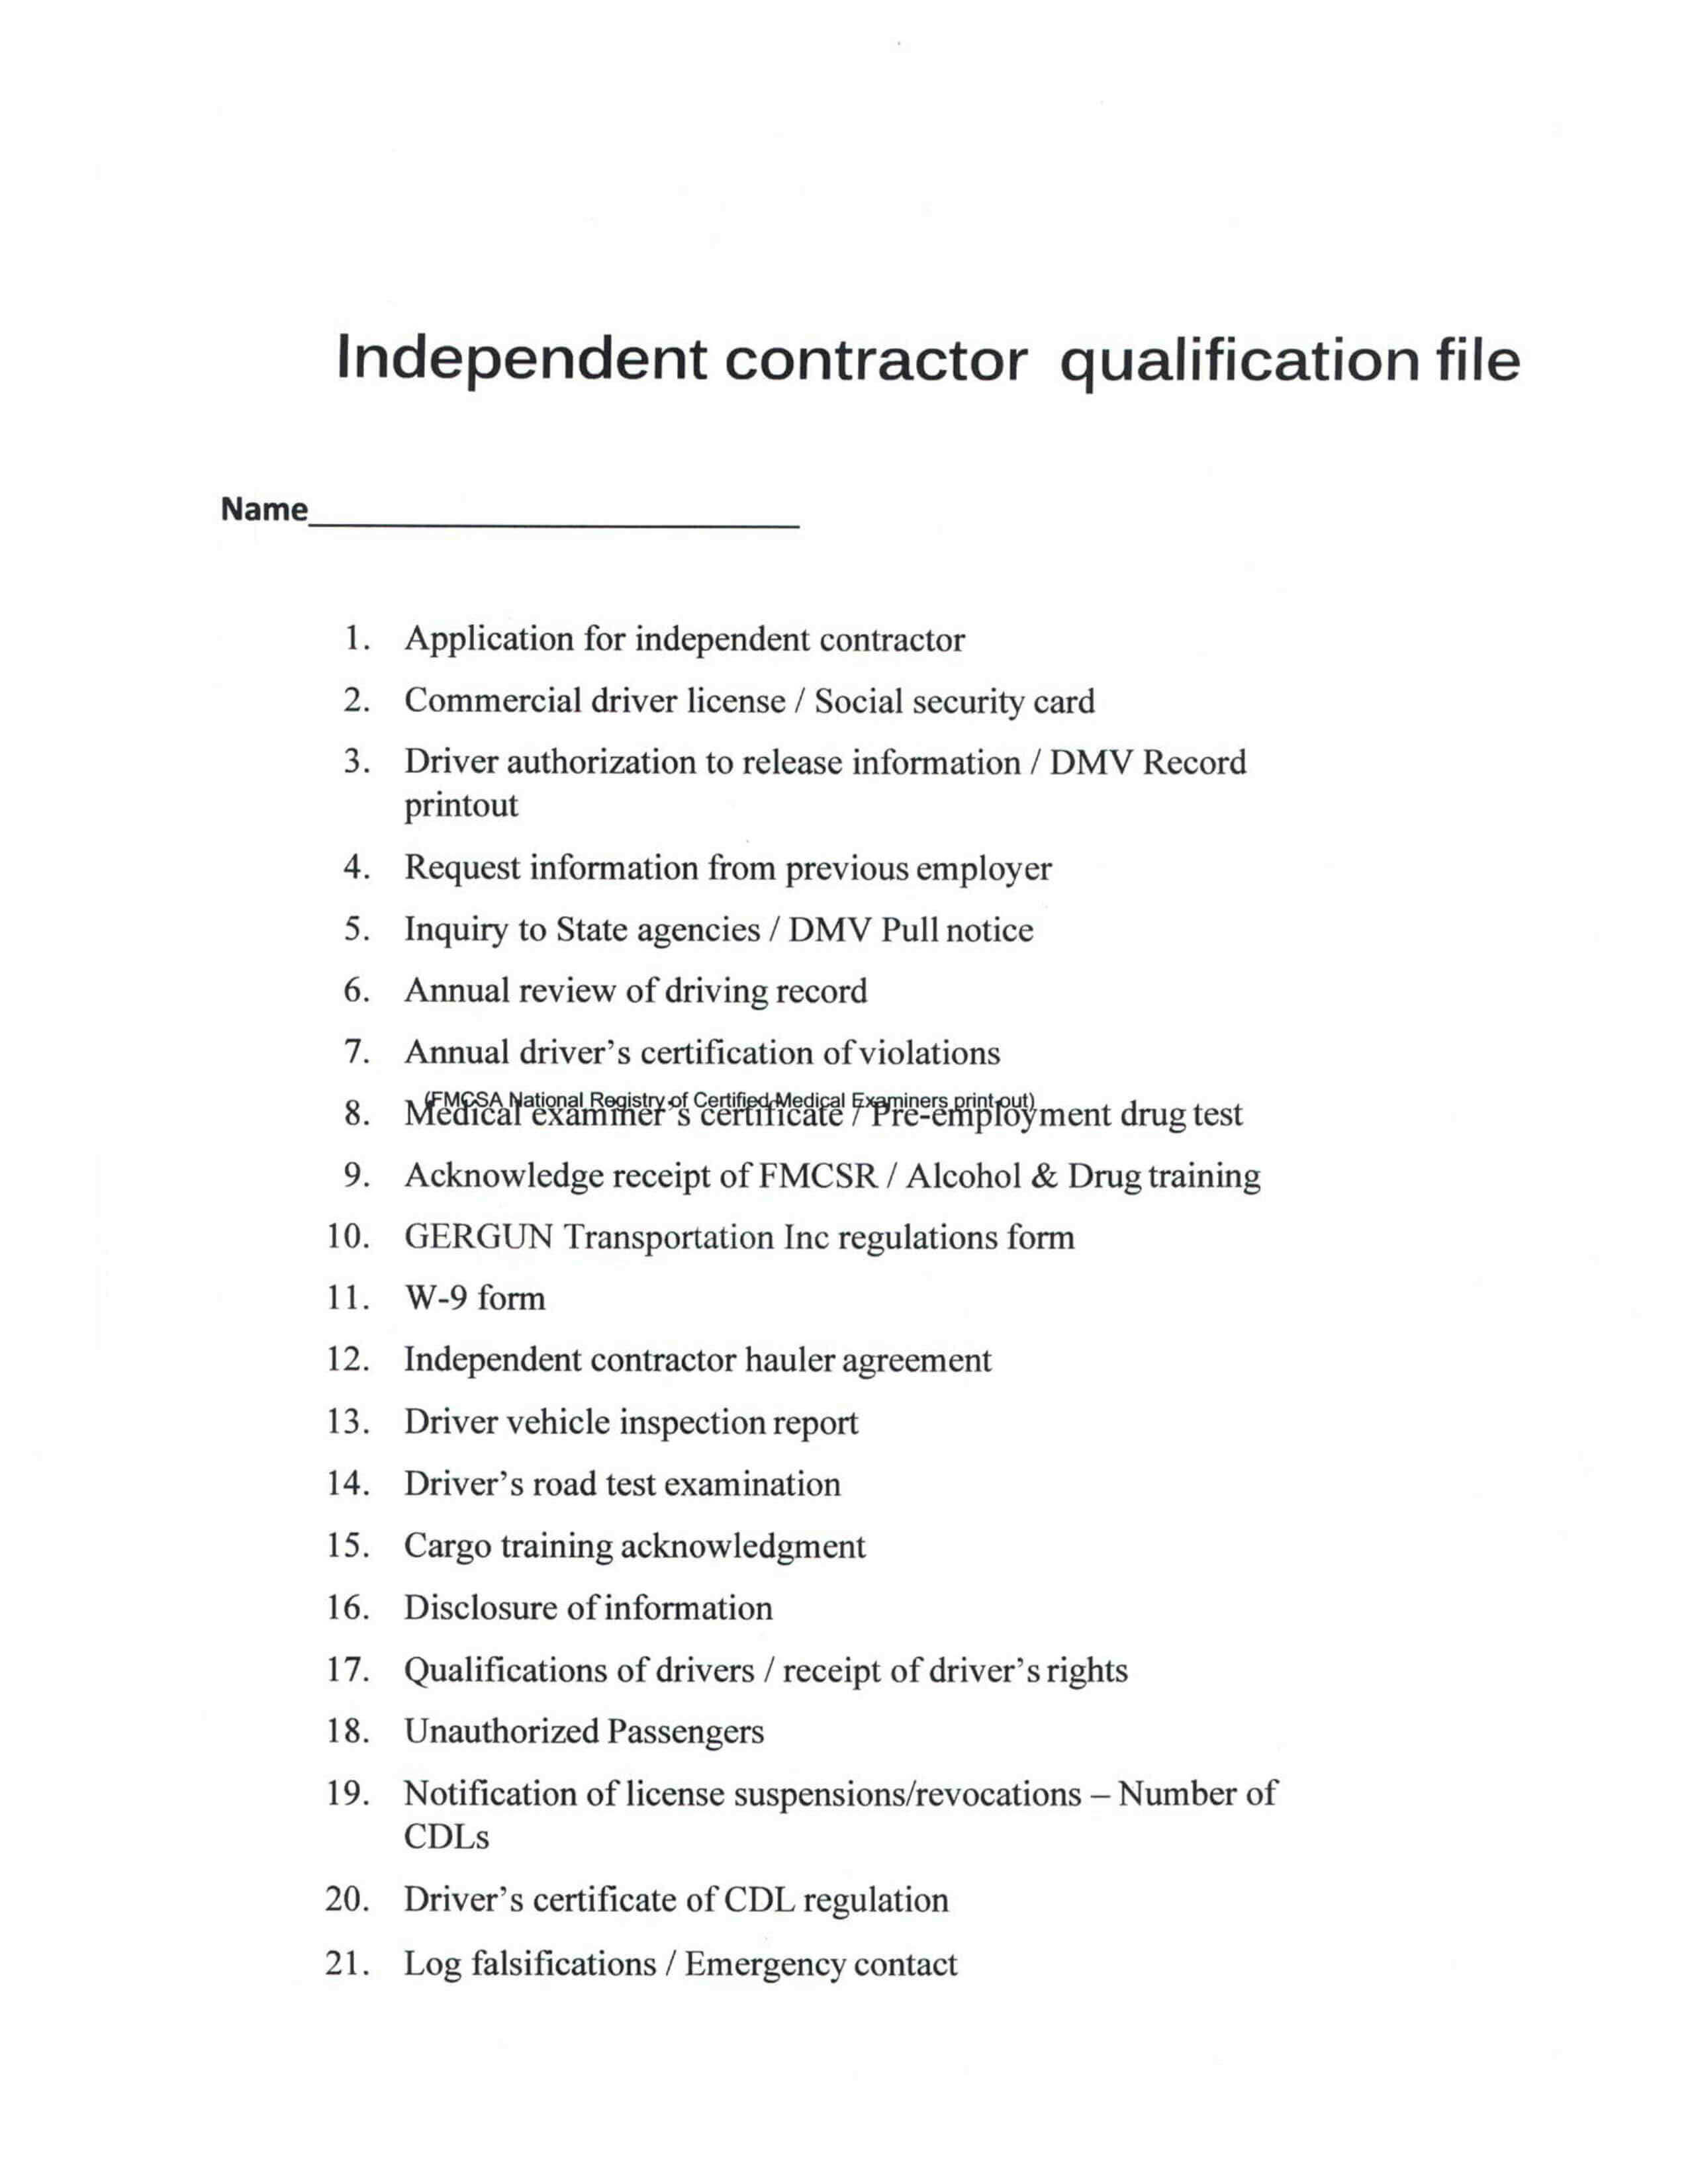 Independent contractor qualification file
Name
1. Application for independent contractor
2. Commercial driver license / Social security card
3. Driver authorization to release information / DMV Record
printout
4. Request information from previous employer
5. Inquiry to State agencies / DMV Pull notice
6. Annual review of driving record
7. Annual driver's certification of violations
(FMCSA National Registry of Certified Medical Examiners print out)
8. Medical examiner's certificate / Pre-employment drug test
9. Acknowledge receipt of FMCSR / Alcohol & Drug training
10. GERGUN Transportation Inc regulations form
11. W-9 form
12. Independent contractor hauler agreement
13. Driver vehicle inspection report
14. Driver's road test examination
15. Cargo training acknowledgment
16. Disclosure of information
17. Qualifications of drivers / receipt of driver's rights
18. Unauthorized Passengers
19. Notification of license suspensions/revocations – Number of
CDLs
20. Driver's certificate of CDL regulation
21. Log falsifications / Emergency contact